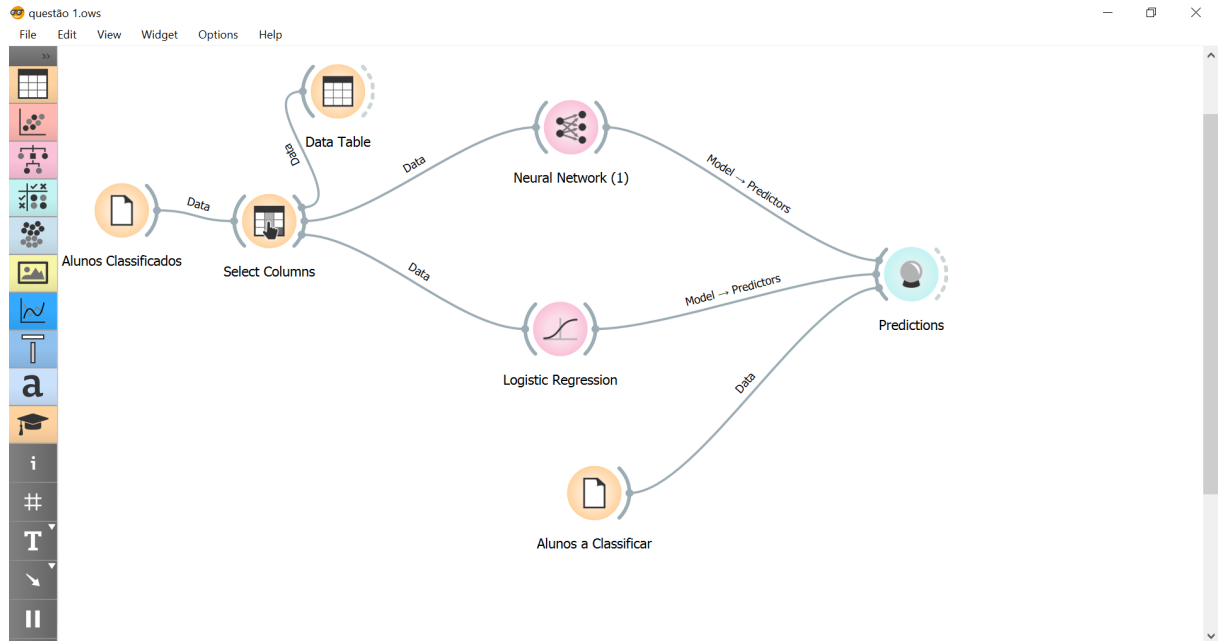 questão 1.ows
File Edit View Widget Options Help
Data Table
Data
Data
Neural Network (1)
Model → Predictors
Data
Alunos Classificados
Select Columns
Data
Model → Predictors
Predictions
Logistic Regression
Data
Alunos a Classificar
a
i
#
T